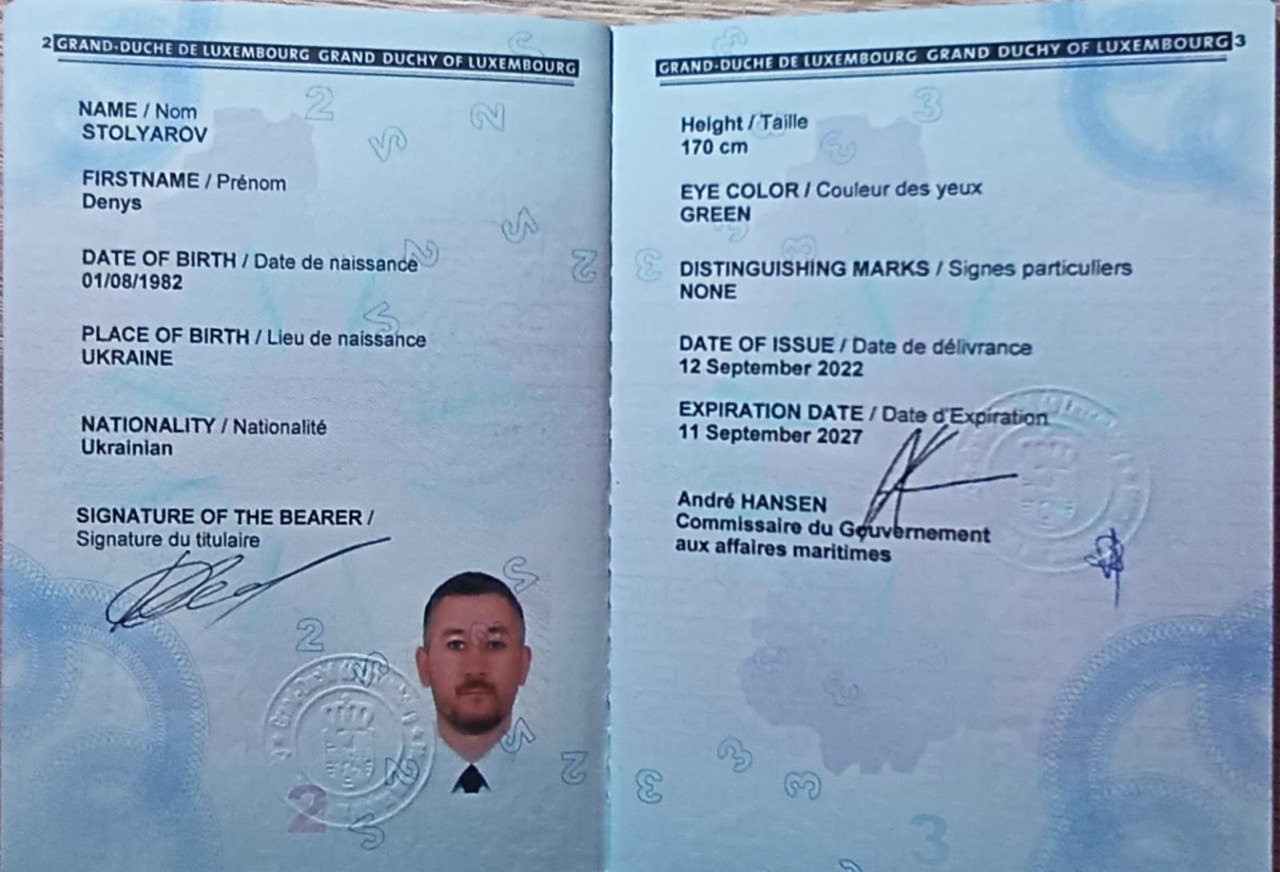 2 GRAND-DUCHE DE LUXEMBOURG GRAND DUCHY OF LUXEMBOURG
NAME / Nom
STOLYAROV
FIRSTNAME / Prénom
Denys
DATE OF BIRTH / Date de naissance
01/08/1982
PLACE OF BIRTH / Lieu de naissance
UKRAINE
NATIONALITY / Nationalité
Ukrainian
SIGNATURE OF THE BEARER /
Signature du titulaire
2
GRAND-DUCHE DE LUXEMBOURG GRAND DUCHY OF LUXEMBOURG 3
Height / Taille
170 cm
EYE COLOR / Couleur des yeux
GREEN
DISTINGUISHING MARKS / Signes particuliers
NONE
DATE OF ISSUE / Date de délivrance
12 September 2022
EXPIRATION DATE / Date d'Expiration
11 September 2027
André HANSEN
Commissaire du Gouvernement
aux affaires maritimes
3